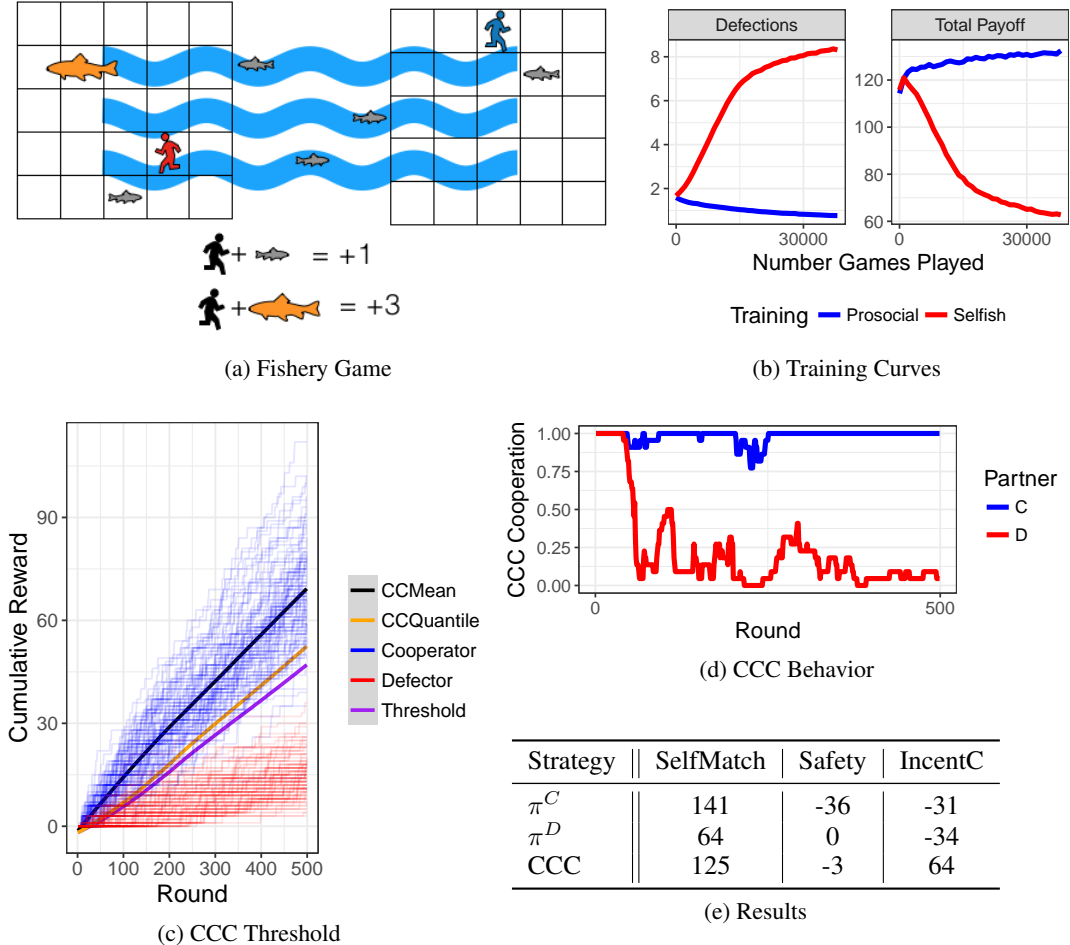 + = +1
+ = +3
(a) Fishery Game
Defections
Total Payoff
8
6
4
2
0
30000
120
100
80
60
0
30000
Number Games Played
Training Prosocial Selfish
(b) Training Curves
Cumulative Reward
90
60
30
0
0 100 200 300 400 500
Round
CCMean
CCQuantile
Cooperator
Defector
Threshold
(c) CCC Threshold
CCC Cooperation
1.00
0.75
0.50
0.25
0.00
0
500
Round
Partner
C
D
(d) CCC Behavior
Strategy SelfMatch Safety IncentC
π^C 141 -36 -31
π^D 64 0 -34
CCC 125 -3 64
(e) Results